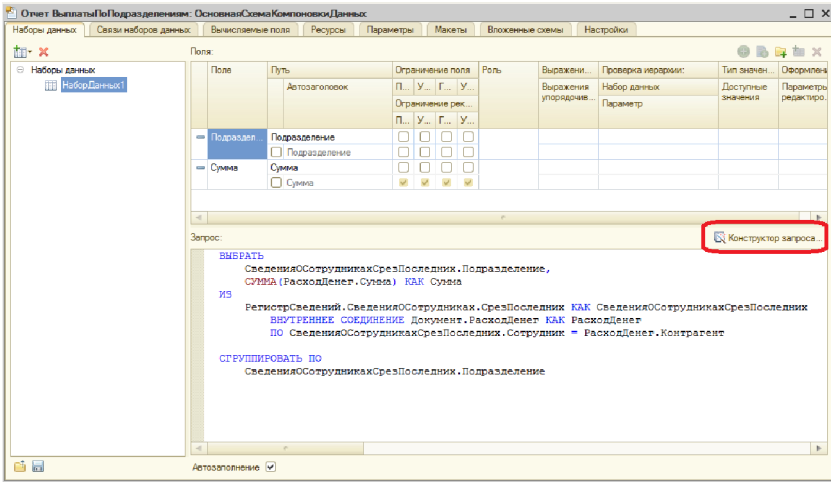 Отчет ВыплатыПоПодразделениям: ОсновнаяСхемаКомпоновкиДанных
Наборы данных Связи наборов данных Вычисляемые поля Ресурсы Параметры Макеты Вложенные схемы Настройки
Поля:
Наборы данных
НаборДанных1
Поле Путь Ограничение поля Роль Выражени... Проверка иерархии: Тип значен... Оформлени
Автозаголовок П... У... Г... У... Выражения упорядочив... Набор данных Доступные значения Параметры редактиро...
Ограничение рек... Параметр
П... У... Г... У...
Подраздел... Подразделение
Подразделение
Сумма Сумма
Сумма
Запрос: Конструктор запроса...
ВЫБРАТЬ
СведенияОСотрудникахСрезПоследних.Подразделение,
СУММА(РасходДенег.Сумма) КАК Сумма
ИЗ
РегистрСведений.СведенияОСотрудниках.СрезПоследних КАК СведенияОСотрудникахСрезПоследних
ВНУТРЕННЕЕ СОЕДИНЕНИЕ Документ.РасходДенег КАК РасходДенег
ПО СведенияОСотрудникахСрезПоследних.Сотрудник = РасходДенег.Контрагент
СГРУППИРОВАТЬ ПО
СведенияОСотрудникахСрезПоследних.Подразделение
Автозаполнение